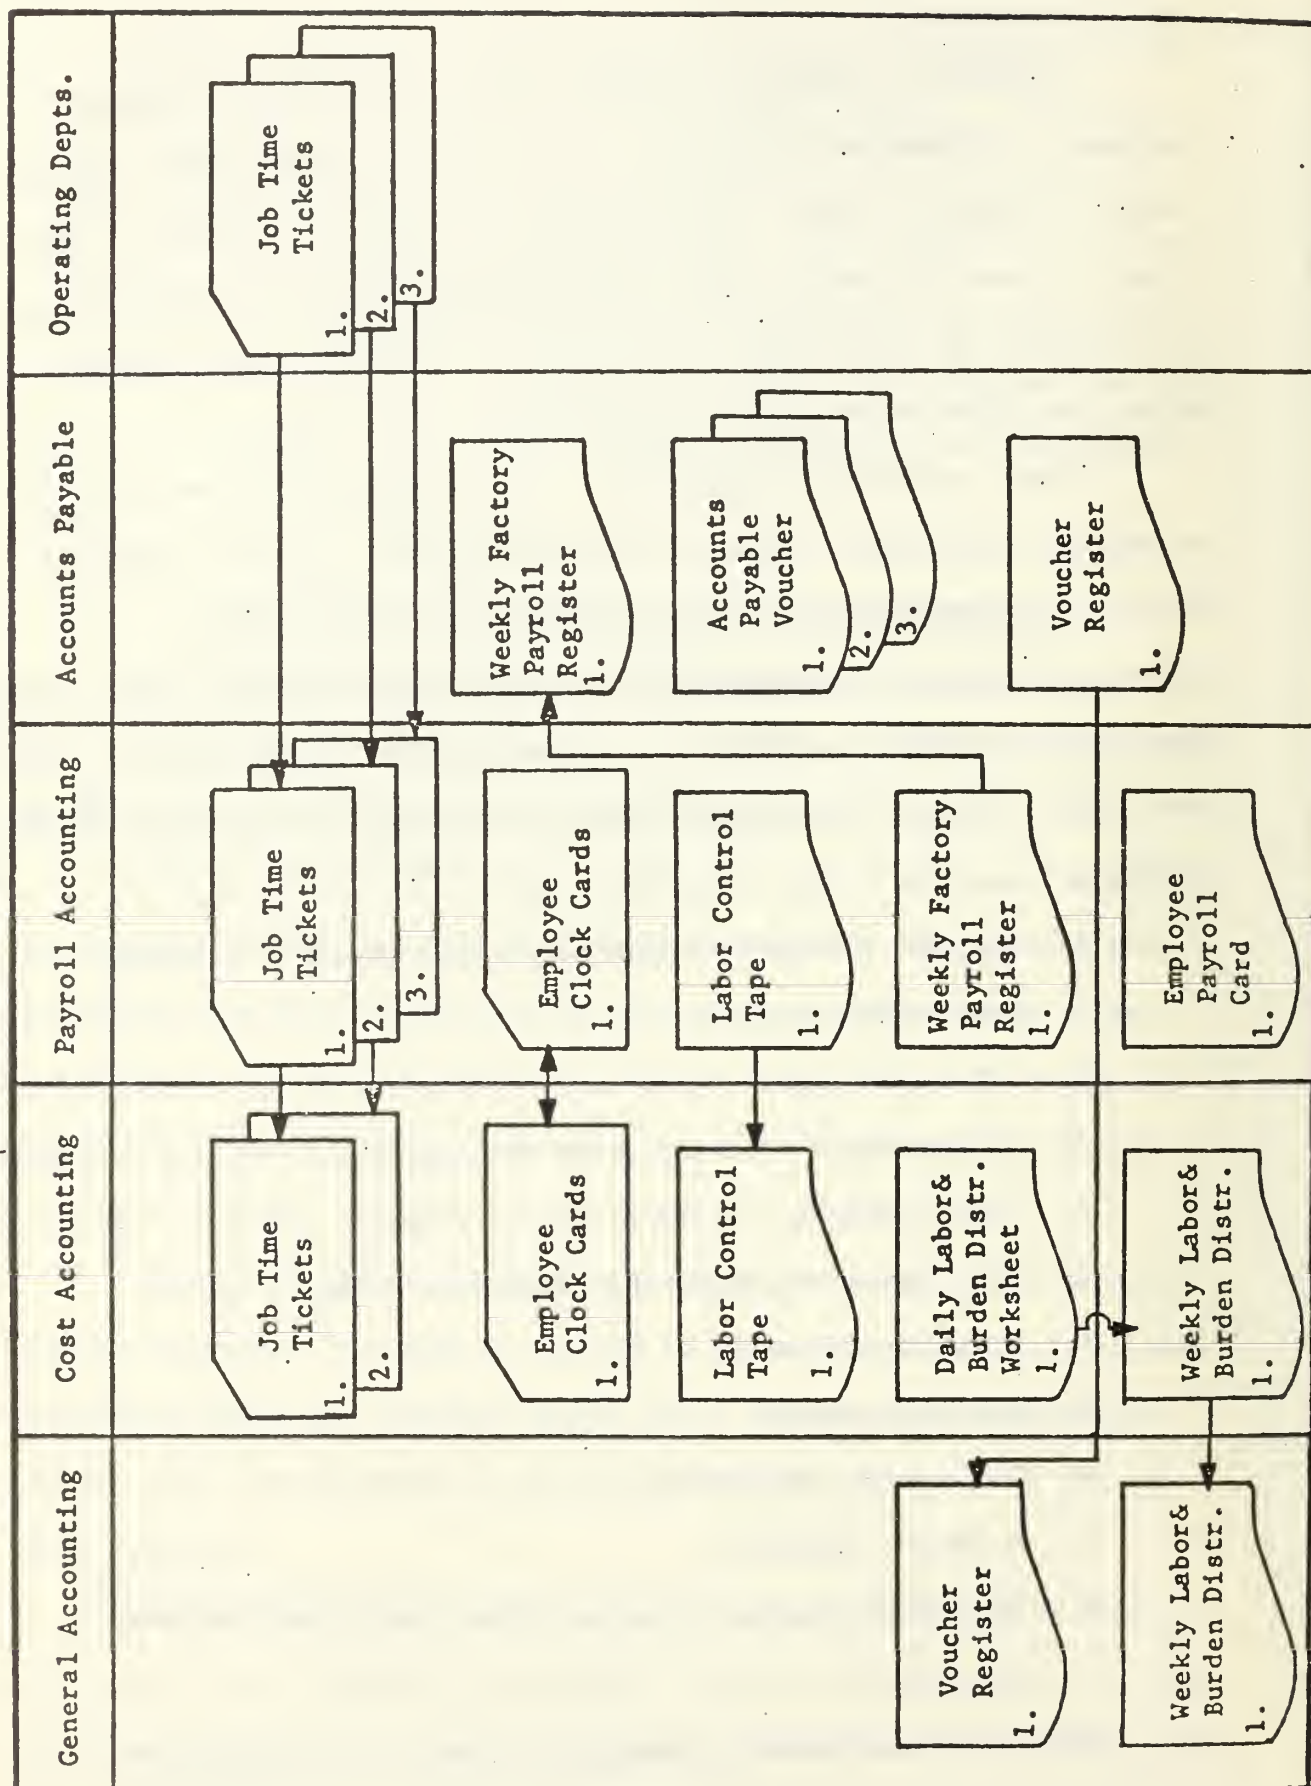 General Accounting
Cost Accounting
Payroll Accounting
Accounts Payable
Operating Depts.
Job Time
Tickets
1.
2.
Job Time
Tickets
1.
2.
3.
Job Time
Tickets
1.
2.
3.
Employee
Clock Cards
1.
Employee
Clock Cards
1.
Weekly Factory
Payroll
Register
1.
Labor Control
Tape
1.
Labor Control
Tape
1.
Accounts
Payable
Voucher
1.
2.
3.
Voucher
Register
1.
Daily Labor&
Burden Distr.
Worksheet
1.
Weekly Factory
Payroll
Register
1.
Voucher
Register
1.
Weekly Labor&
Burden Distr.
1.
Weekly Labor&
Burden Distr.
1.
Employee
Payroll
Card
1.